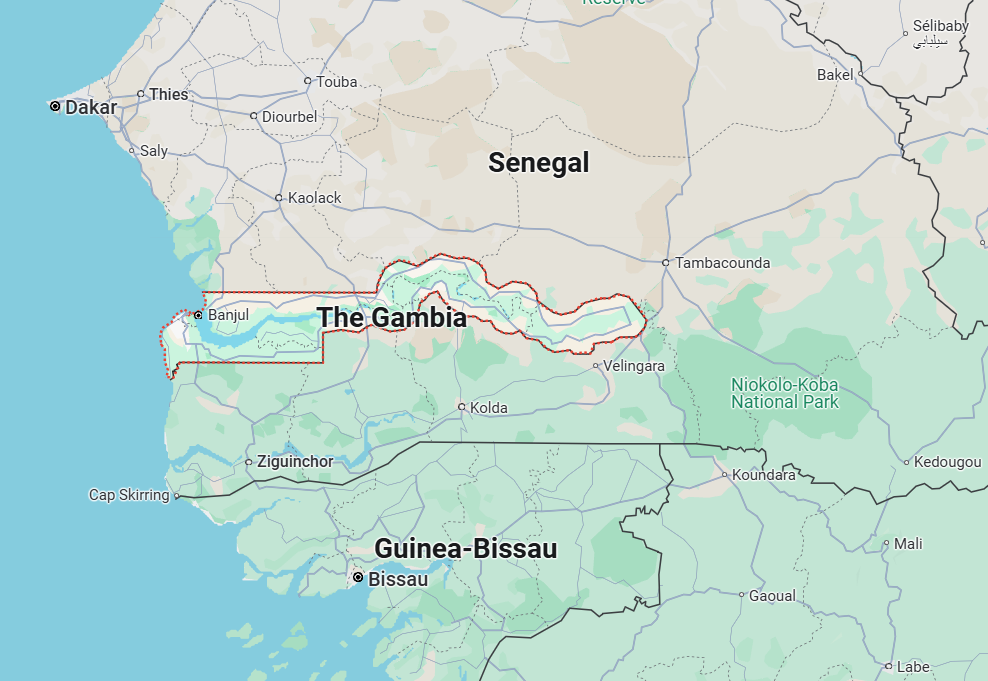 Reserve
Sélibaby
سيليبابي
Bakel
Touba
Thies
Dakar
Diourbel
Saly
Senegal
Kaolack
Tambacounda
Banjul
The Gambia
Velingara
Niokolo-Koba
National Park
Kolda
Ziguinchor
Kedougou
Koundara
Cap Skirring
Mali
Guinea-Bissau
Bissau
Gaoual
Labe